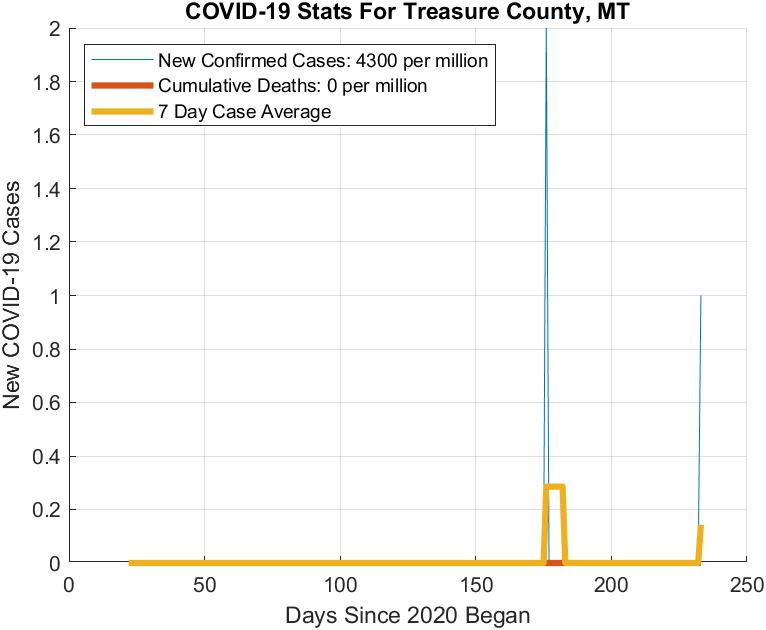 COVID-19 Stats For Treasure County, MT
2
New Confirmed Cases: 4300 per million
1.8
Cumulative Deaths: 0 per million
7 Day Case Average
1.6
1.4
1.2
1
0.8
0.6
0.4
0.2
0
New COVID-19 Cases
0 50 100 150 200 250
Days Since 2020 Began